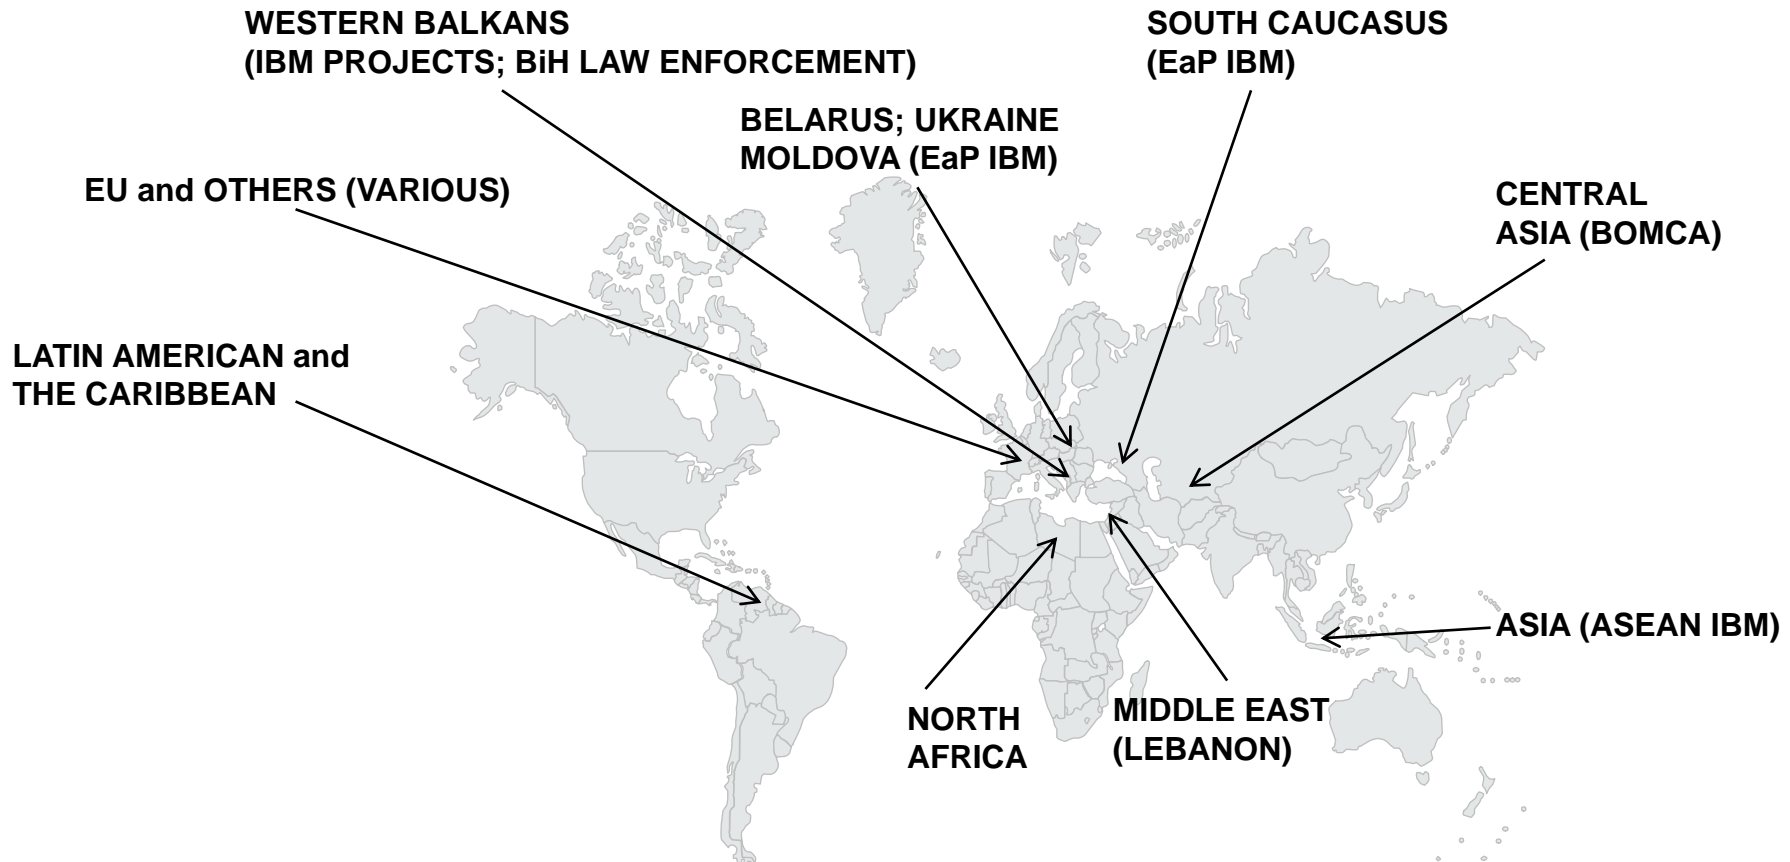 WESTERN BALKANS
(IBM PROJECTS; BiH LAW ENFORCEMENT)
SOUTH CAUCASUS
(EaP IBM)
BELARUS; UKRAINE
MOLDOVA (EaP IBM)
EU and OTHERS (VARIOUS)
CENTRAL
ASIA (BOMCA)
LATIN AMERICAN and
THE CARIBBEAN
ASIA (ASEAN IBM)
NORTH
AFRICA
MIDDLE EAST
(LEBANON)